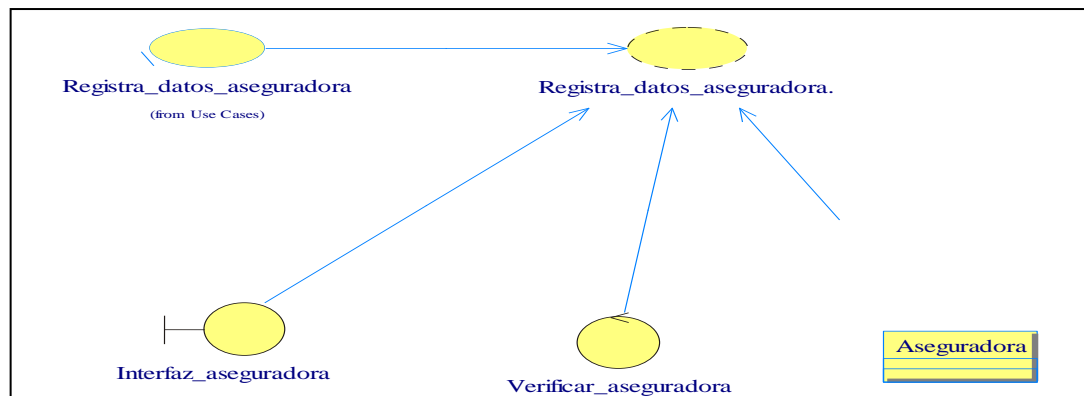 Registra_datos_aseguradora
(from Use Cases)
Registra_datos_aseguradora.
Interfaz_aseguradora
Verificar_aseguradora
Aseguradora